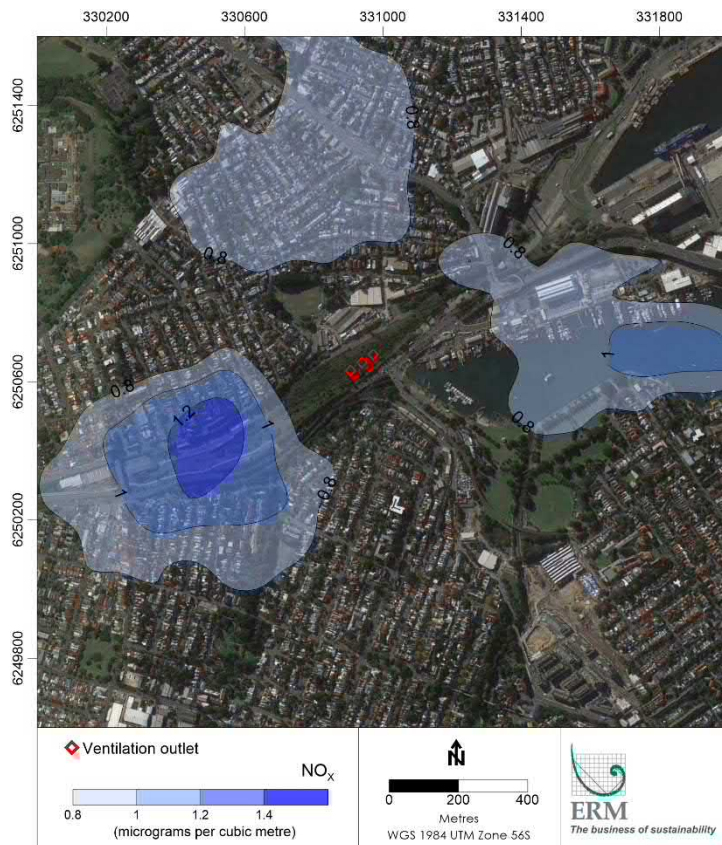 330200 330600 331000 331400 331800
6251400
6251000
6250600
6250200
6249800
0.8
0.8
0.8
0.8
1
1.2
1
1
0.8
0.8
0.8
Ventilation outlet
NOX
0.8 1 1.2 1.4
(micrograms per cubic metre)
N
0 200 400
Metres
WGS 1984 UTM Zone 56S
ERM
The business of sustainability